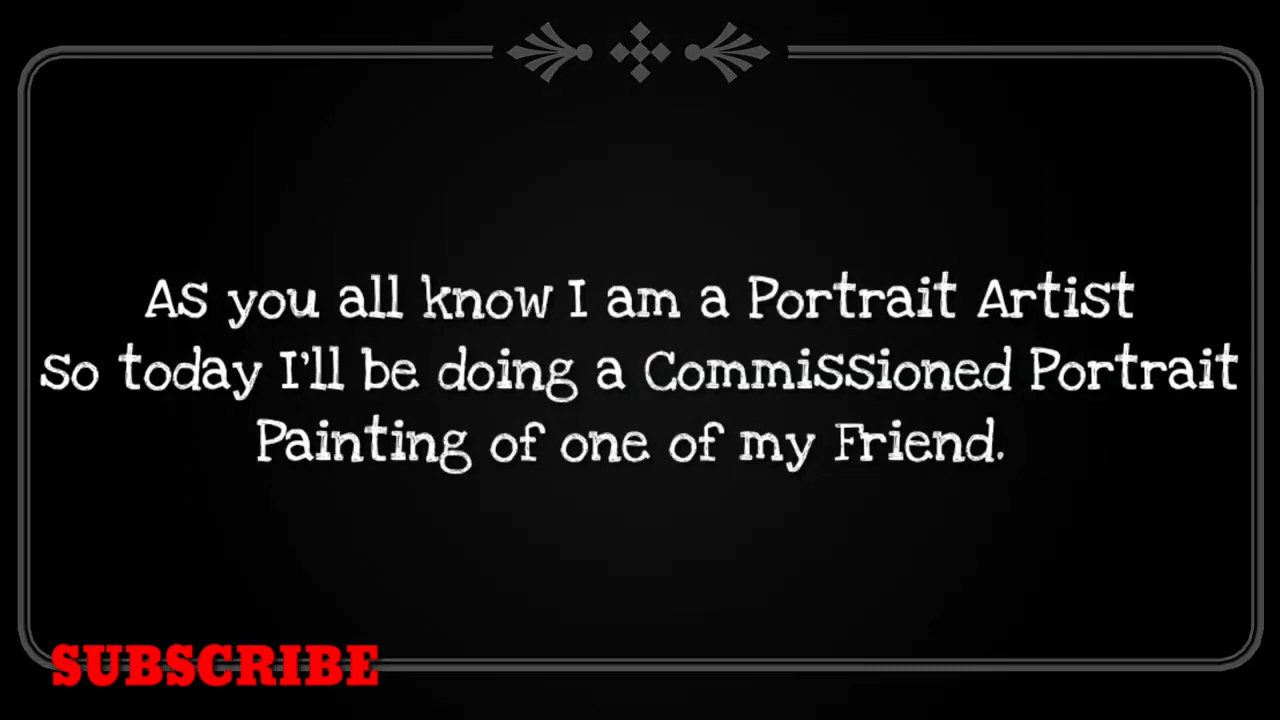 As you all know I am a Portrait Artist
so today I'll be doing a Commissioned Portrait
Painting of one of my Friend.
SUBSCRIBE